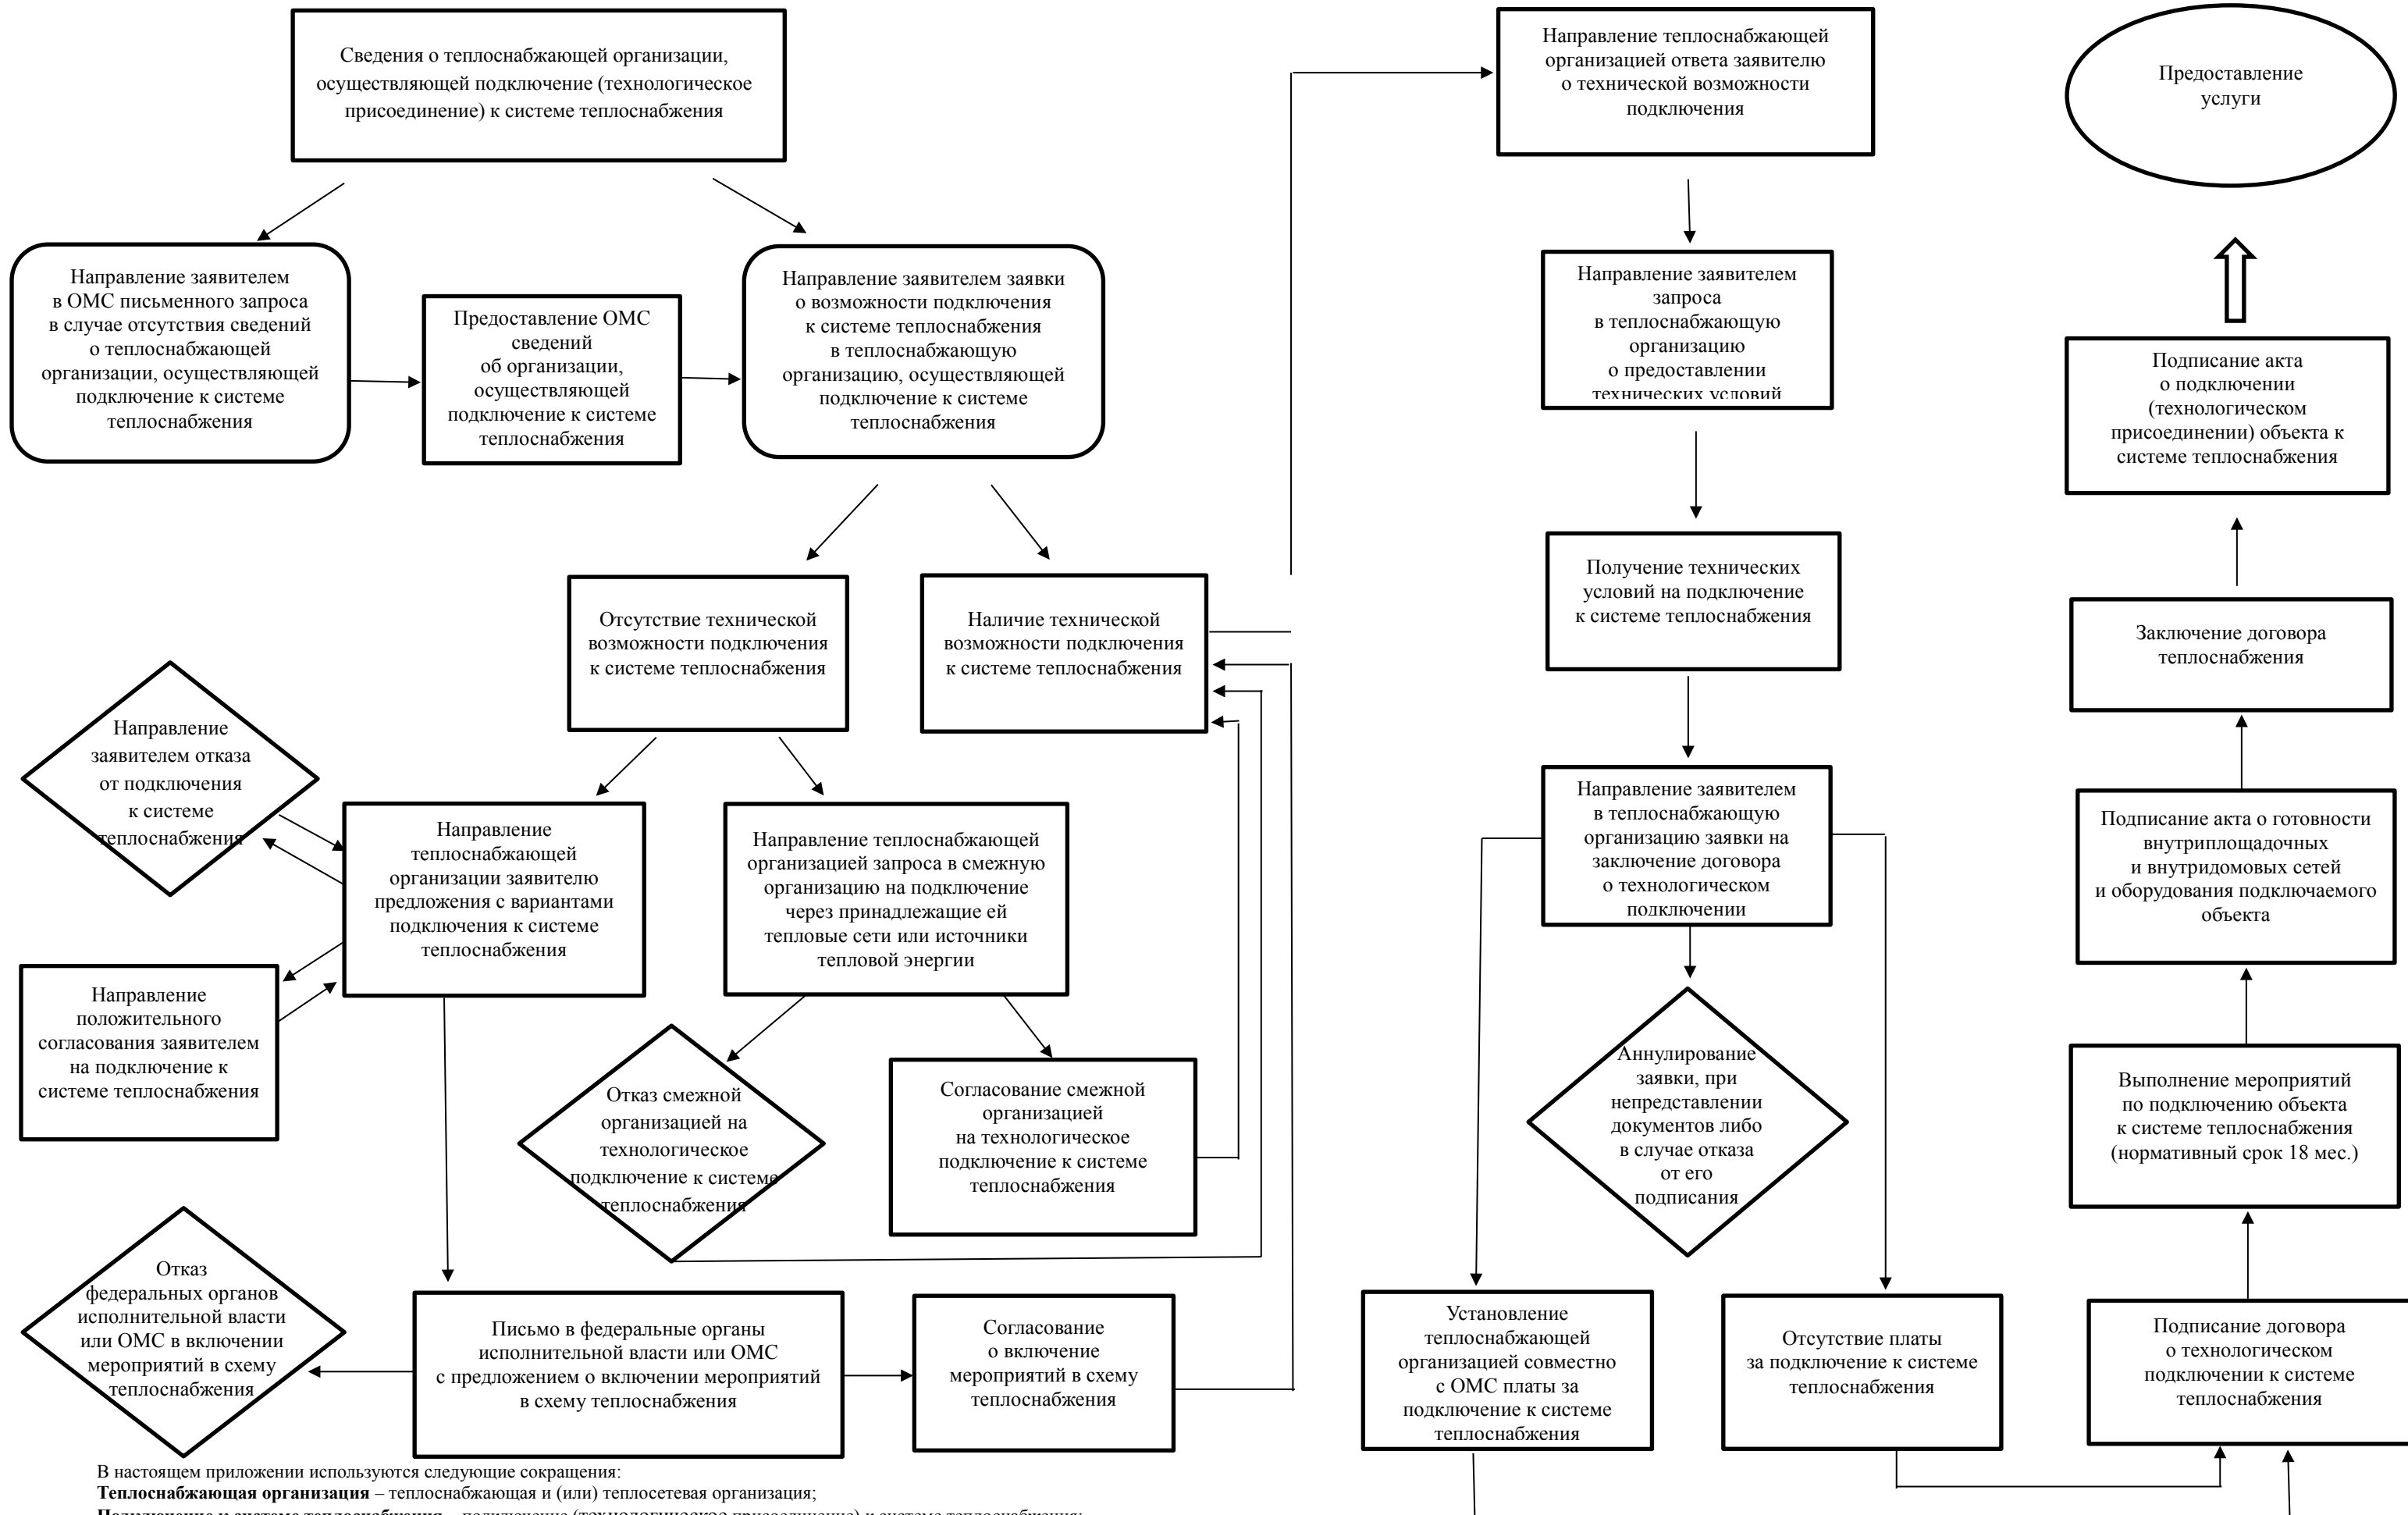 Сведения о теплоснабжающей организации,
осуществляющей подключение (технологическое
присоединение) к системе теплоснабжения
Направление заявителем
в ОМС письменного запроса
в случае отсутствия сведений
о теплоснабжающей
организации, осуществляющей
подключение к системе
теплоснабжения
Предоставление ОМС
сведений
об организации,
осуществляющей
подключение к системе
теплоснабжения
Направление заявителем заявки
о возможности подключения
к системе теплоснабжения
в теплоснабжающую
организацию, осуществляющей
подключение к системе
теплоснабжения
Отсутствие технической
возможности подключения
к системе теплоснабжения
Наличие технической
возможности подключения
к системе теплоснабжения
Направление
заявителем отказа
от подключения
к системе
теплоснабжения
Направление
теплоснабжающей
организации заявителю
предложения с вариантами
подключения к системе
теплоснабжения
Направление теплоснабжающей
организацией запроса в смежную
организацию на подключение
через принадлежащие ей
тепловые сети или источники
тепловой энергии
Направление
положительного
согласования заявителем
на подключение к
системе теплоснабжения
Отказ смежной
организацией на
технологическое
подключение к системе
теплоснабжения
Согласование смежной
организацией
на технологическое
подключение к системе
теплоснабжения
Отказ
федеральных органов
исполнительной власти
или ОМС в включении
мероприятий в схему
теплоснабжения
Письмо в федеральные органы
исполнительной власти или ОМС
с предложением о включении мероприятий
в схему теплоснабжения
Согласование
о включение
мероприятий в схему
теплоснабжения
Направление теплоснабжающей
организацией ответа заявителю
о технической возможности
подключения
Направление заявителем
запроса
в теплоснабжающую
организацию
о предоставлении
технических условий
Получение технических
условий на подключение
к системе теплоснабжения
Направление заявителем
в теплоснабжающую
организацию заявки на
заключение договора
о технологическом
подключении
Аннулирование
заявки, при
непредставлении
документов либо
в случае отказа
от его
подписания
Установление
теплоснабжающей
организацией совместно
с ОМС платы за
подключение к системе
теплоснабжения
Отсутствие платы
за подключение к системе
теплоснабжения
Предоставление
услуги
Подписание акта
о подключении
(технологическом
присоединении) объекта к
системе теплоснабжения
Заключение договора
теплоснабжения
Подписание акта о готовности
внутриплощадочных
и внутридомовых сетей
и оборудования подключаемого
объекта
Выполнение мероприятий
по подключению объекта
к системе теплоснабжения
(нормативный срок 18 мес.)
Подписание договора
о технологическом
подключении к системе
теплоснабжения
В настоящем приложении используются следующие сокращения:
Теплоснабжающая организация – теплоснабжающая и (или) теплосетевая организация;
Подключение к системе теплоснабжения – подключение (технологическое присоединение) к системе теплоснабжения;